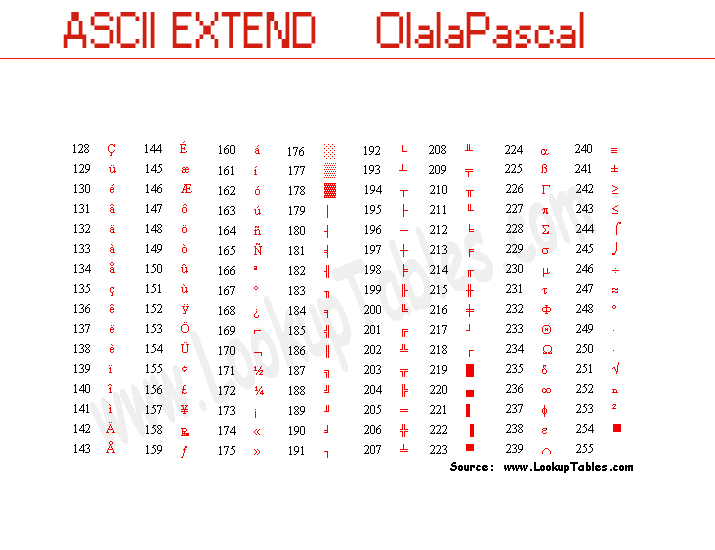 ASCII EXTEND OlalaPascal
128 Ç 144 É 160 á 176 ░ 192 └ 208 ╨ 224 α 240 ≡
129 ü 145 æ 161 í 177 ▒ 193 ┴ 209 ╤ 225 ß 241 ±
130 é 146 Æ 162 ó 178 ▓ 194 ┬ 210 ╥ 226 Γ 242 ≥
131 â 147 ô 163 ú 179 │ 195 ├ 211 ╙ 227 π 243 ≤
132 ä 148 ö 164 ñ 180 ┤ 196 ─ 212 ╘ 228 Σ 244 ⌠
133 à 149 ò 165 Ñ 181 ╡ 197 ┼ 213 ╒ 229 σ 245 ⌡
134 å 150 û 166 ª 182 ╢ 198 ╞ 214 ╓ 230 µ 246 ÷
135 ç 151 ù 167 º 183 ╖ 199 ╟ 215 ╫ 231 τ 247 ≈
136 ê 152 ÿ 168 ¿ 184 ╕ 200 ╚ 216 ╪ 232 Φ 248 °
137 ë 153 Ö 169 ⌐ 185 ╣ 201 ╔ 217 ┘ 233 Θ 249 ∙
138 è 154 Ü 170 ¬ 186 ║ 202 ╩ 218 ┌ 234 Ω 250 ·
139 ï 155 ¢ 171 ½ 187 ╗ 203 ╦ 219 █ 235 δ 251 √
140 î 156 £ 172 ¼ 188 ╝ 204 ╠ 220 ▄ 236 ∞ 252 ⁿ
141 ì 157 ¥ 173 ¡ 189 ╜ 205 ═ 221 ▌ 237 φ 253 ²
142 Ä 158 ₧ 174 « 190 ╛ 206 ╬ 222 ▐ 238 ε 254 ■
143 Å 159 ƒ 175 » 191 ┐ 207 ╧ 223 ▀ 239 ∩ 255
Source: www.LookupTables.com
www.LookupTables.com